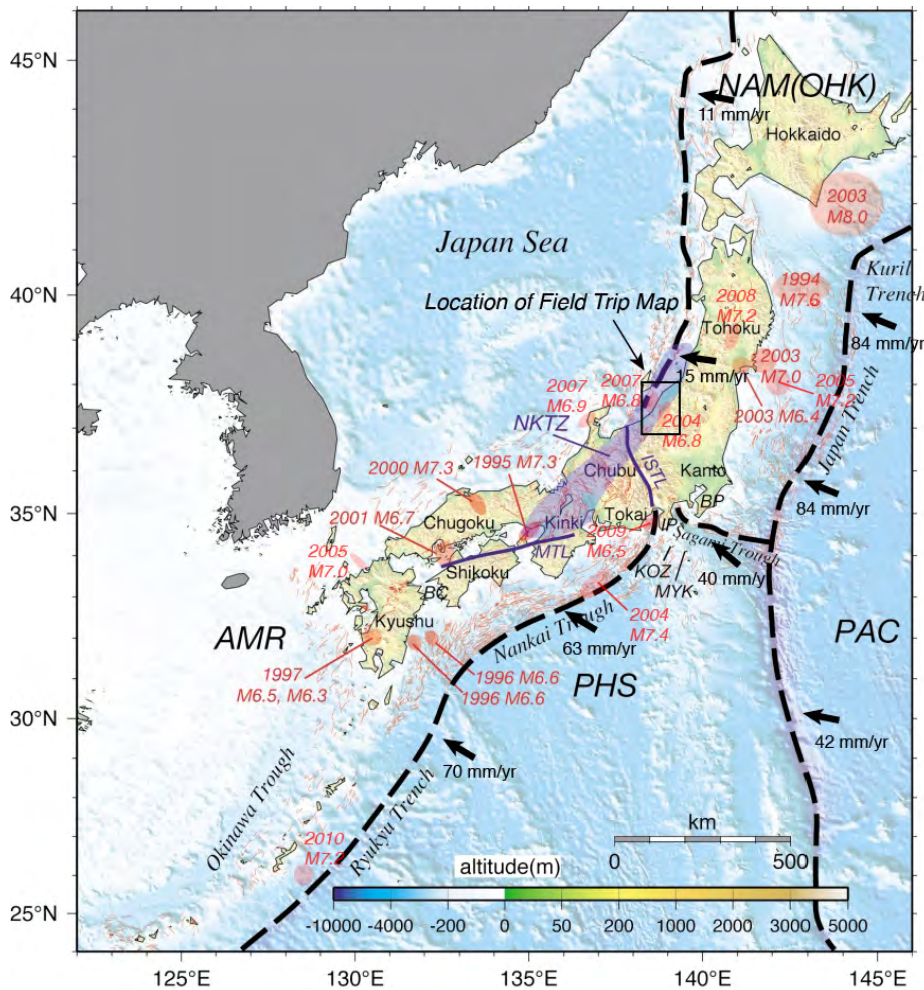 45°N
40°N
35°N
30°N
25°N
125°E
130°E
135°E
140°E
145°E
NAM(OHK)
11 mm/yr
Hokkaido
2003
M8.0
Japan Sea
Kuril
Trench
1994
M7.6
Location of Field Trip Map
2008
M7.2
Tohoku
84 mm/yr
15 mm/yr
2003
M7.0
2005
M7.2
2003 M6.4
2007
M6.9
2007
M6.8
2004
M6.8
Japan Trench
NKTZ
ISTL
2000 M7.3
1995 M7.3
Chubu
Kanto
BP
84 mm/yr
Chugoku
Kinki
Tokai
IP
Sagami Trough
2001 M6.7
2009
M6.5
MTL
KOZ
MYK
40 mm/yr
2005
M7.0
Shikoku
BC
Kyushu
2004
M7.4
Nankai Trough
63 mm/yr
AMR
PHS
PAC
1997
M6.5, M6.3
1996 M6.6
1996 M6.6
42 mm/yr
70 mm/yr
Okinawa Trough
Ryukyu Trench
2010
M7.2
km
0 500
altitude(m)
-10000 -4000 -2000 0 50 200 1000 2000 3000 5000